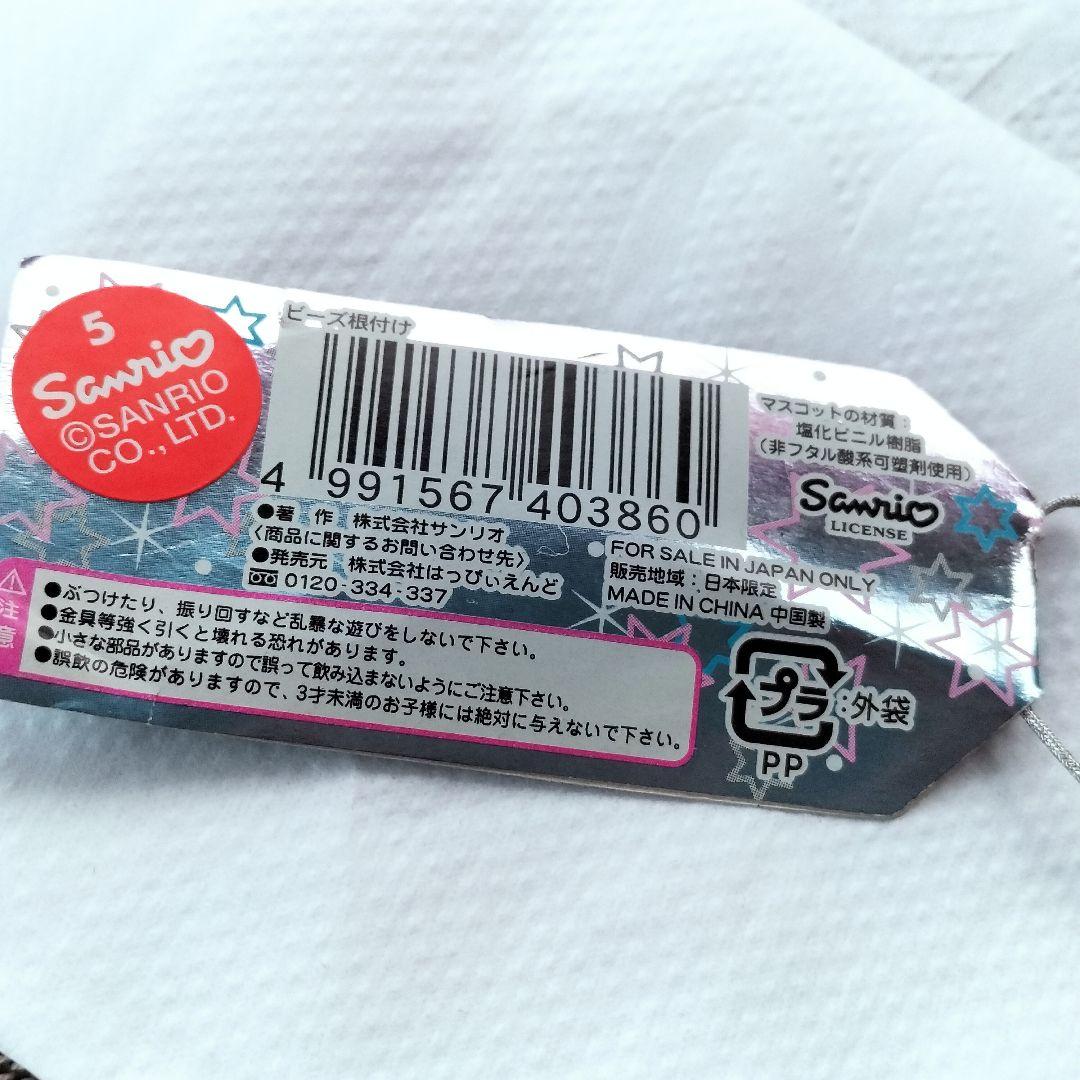 5
Sanrio
©SANRIO
CO., LTD.
ビーズ根付け
4 991567 403860
●著 作 株式会社サンリオ
〈商品に関するお問い合わせ先〉
●発売元 株式会社はっぴぃえんど
0120-334-337
マスコットの材質:
塩化ビニル樹脂
(非フタル酸系可塑剤使用)
Sanrio
LICENSE
FOR SALE IN JAPAN ONLY
販売地域:日本限定
MADE IN CHINA 中国製
注意
●ぶつけたり、振り回すなど乱暴な遊びをしないで下さい。
●金具等強く引くと壊れる恐れがあります。
●小さな部品がありますので誤って飲み込まないようにご注意下さい。
●誤飲の危険がありますので、3才未満のお子様には絶対に与えないで下さい。
プラ:外袋
PP